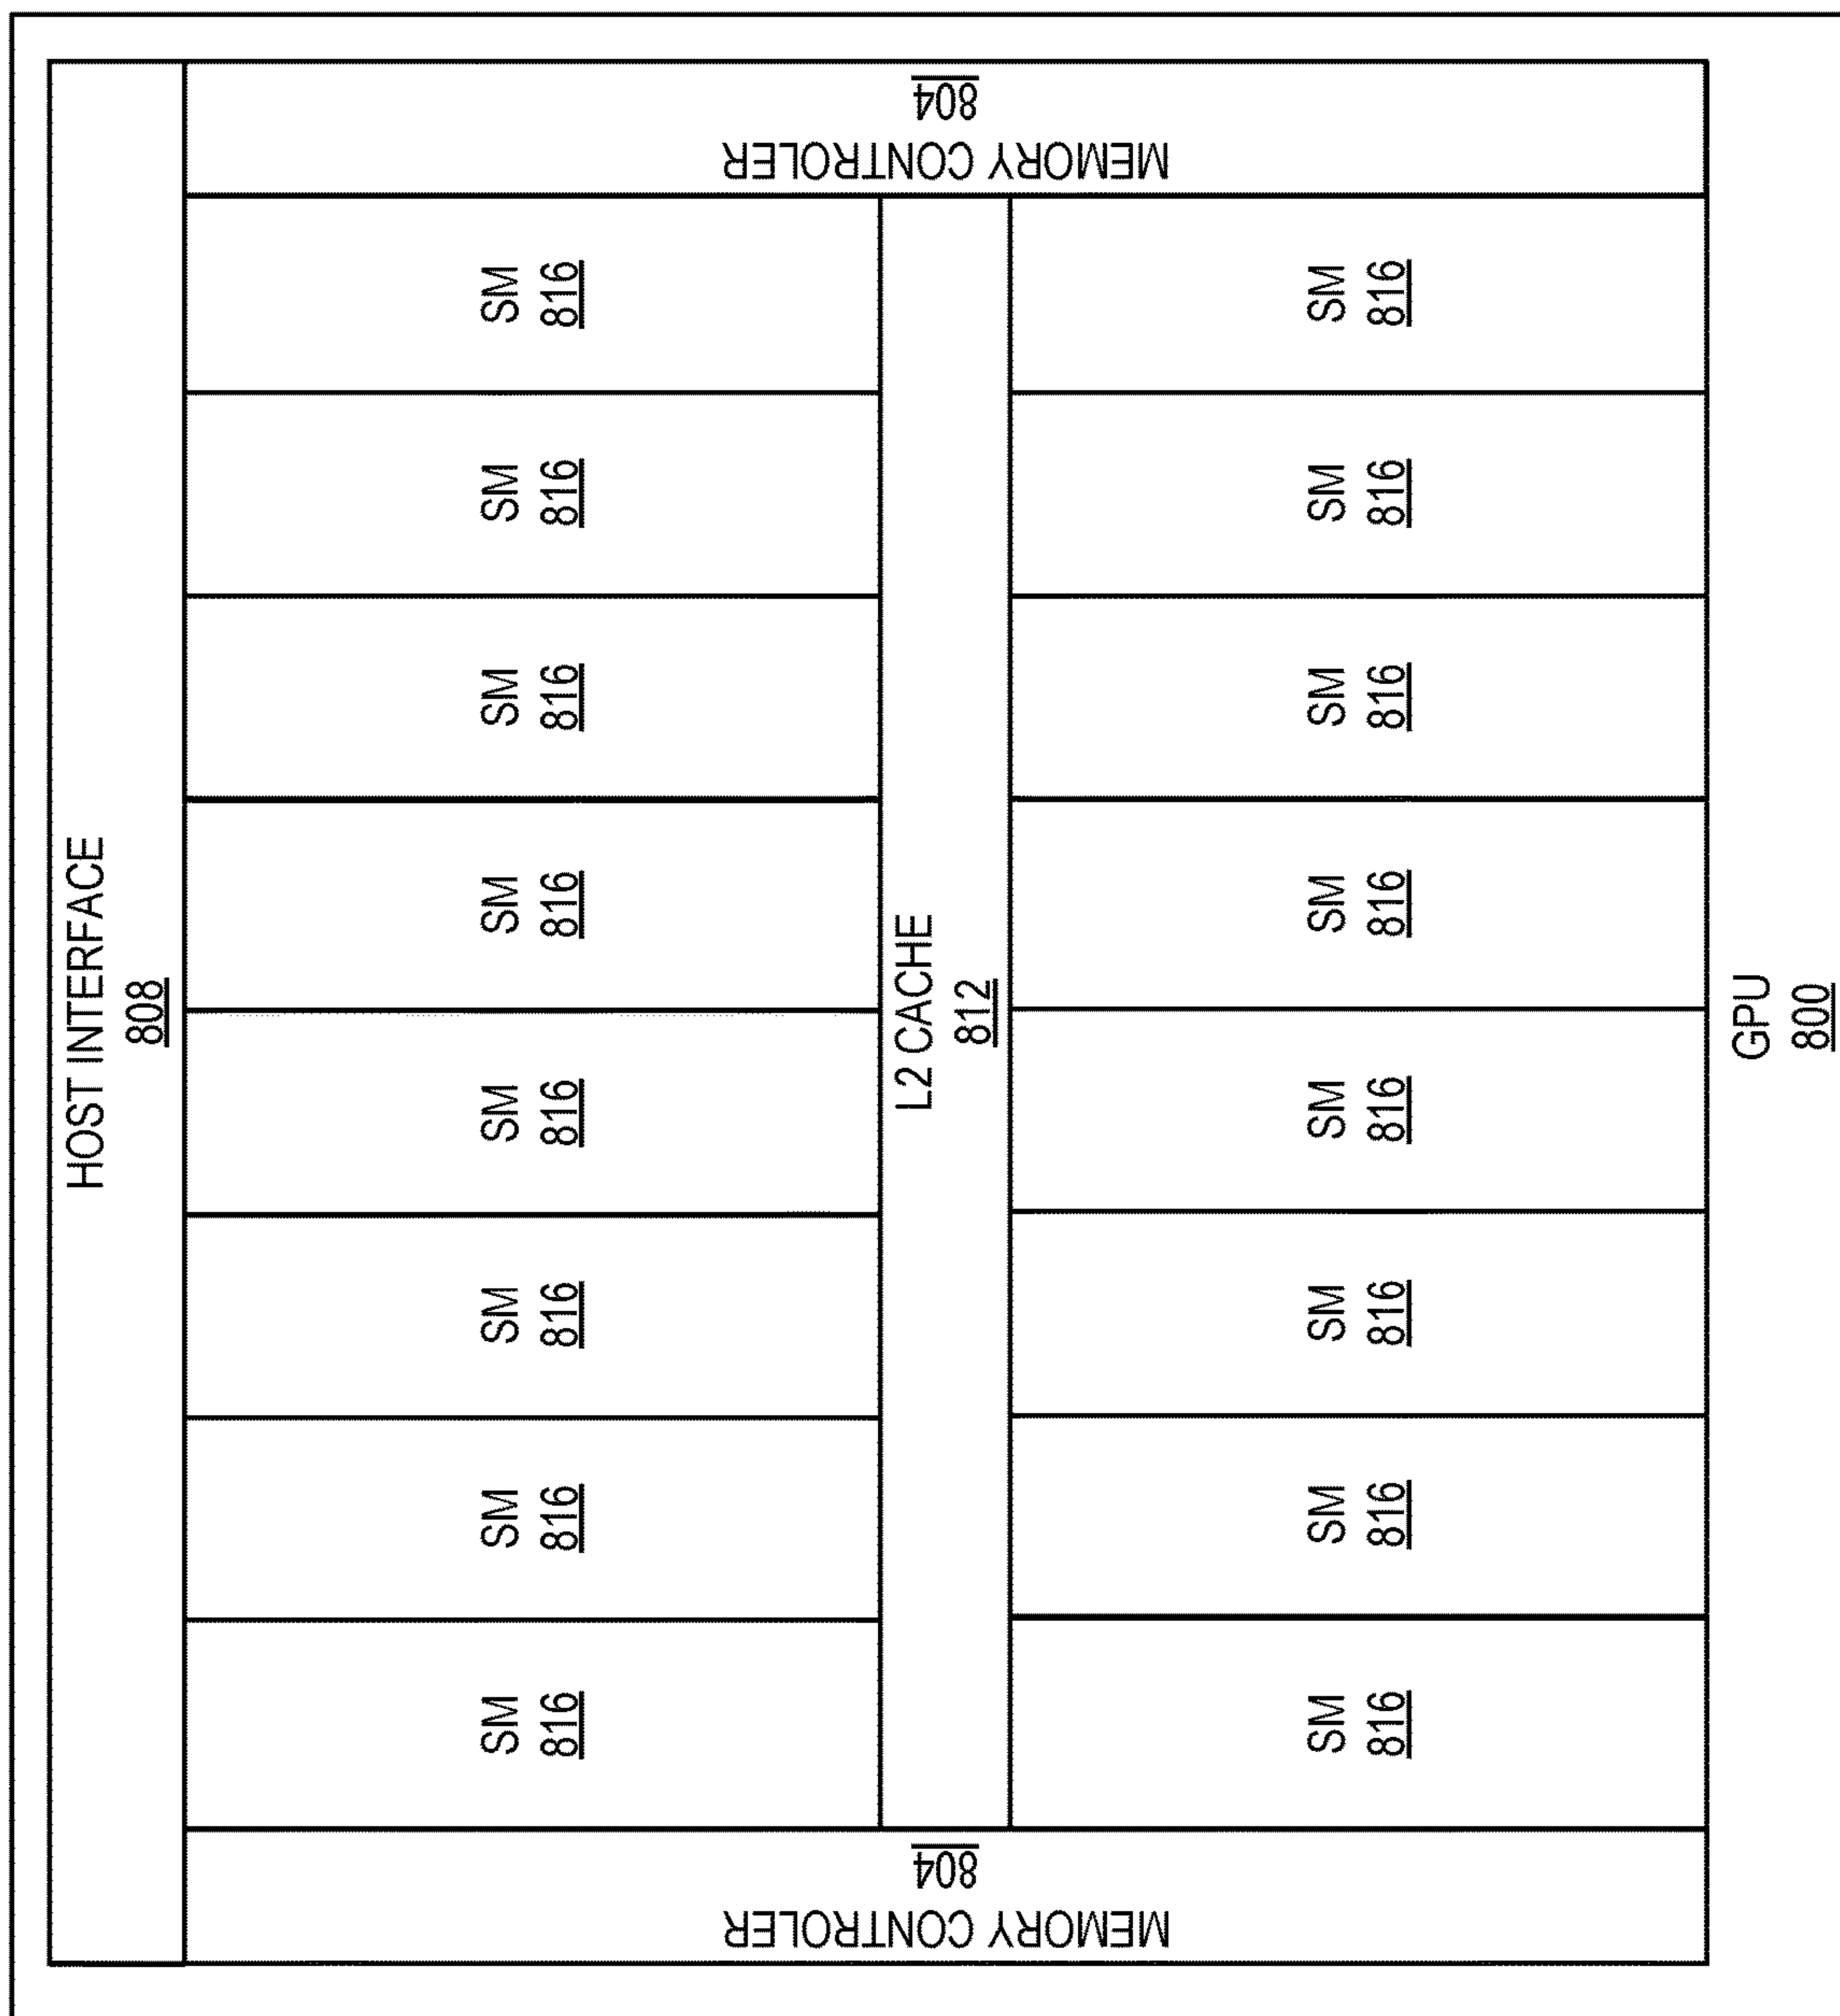 HOST INTERFACE
808
MEMORY CONTROLER
804
SM
816
SM
816
SM
816
SM
816
SM
816
SM
816
SM
816
SM
816
L2 CACHE
812
SM
816
SM
816
SM
816
SM
816
SM
816
SM
816
SM
816
SM
816
MEMORY CONTROLER
804
GPU
800